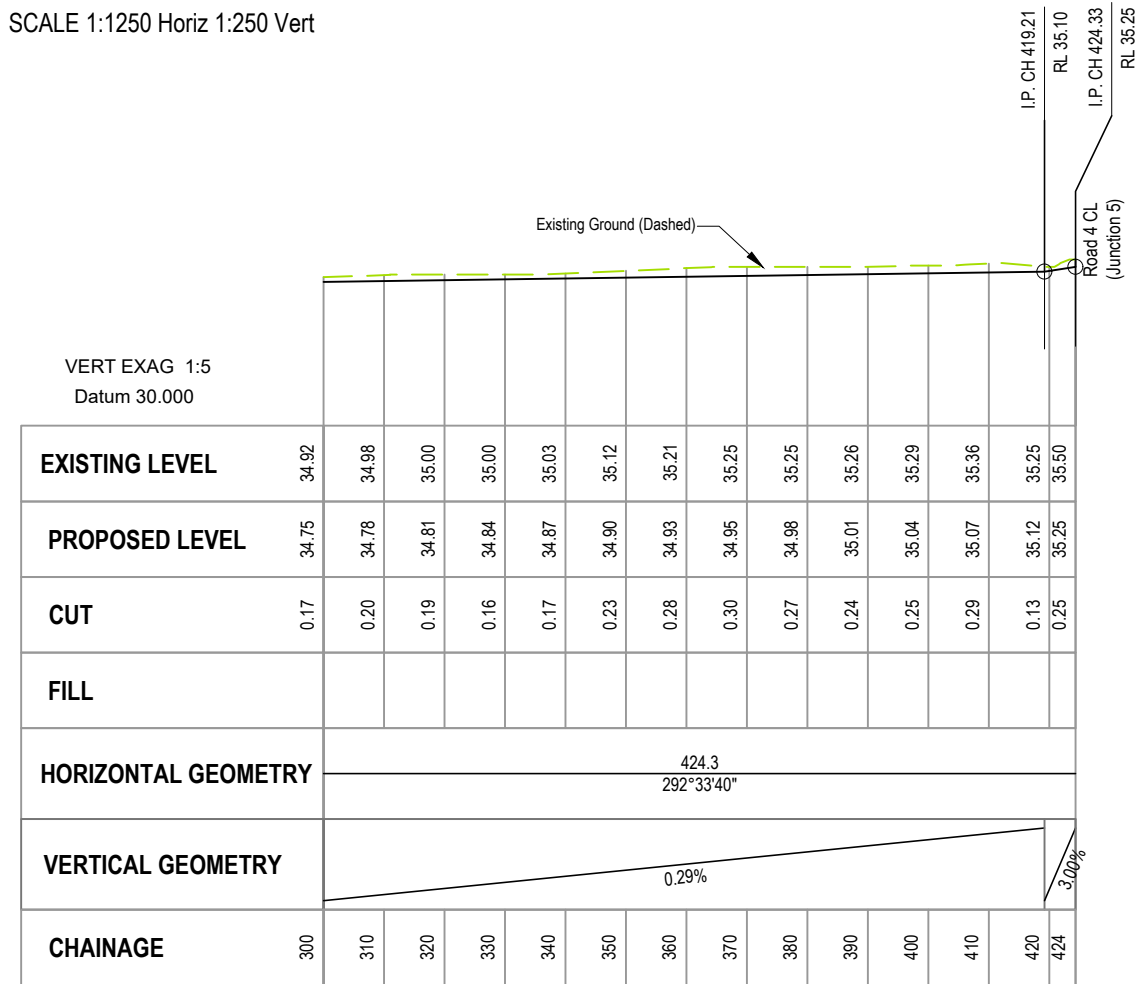 SCALE 1:1250 Horiz 1:250 Vert
I.P. CH 419.21
RL 35.10
I.P. CH 424.33
RL 35.25
Existing Ground (Dashed)
Road 4 CL
(Junction 5)
VERT EXAG 1:5
Datum 30.000
EXISTING LEVEL 34.92 34.98 35.00 35.00 35.03 35.12 35.21 35.25 35.25 35.26 35.29 35.36 35.25 35.50
PROPOSED LEVEL 34.75 34.78 34.81 34.84 34.87 34.90 34.93 34.95 34.98 35.01 35.04 35.07 35.12 35.25
CUT 0.17 0.20 0.19 0.16 0.17 0.23 0.28 0.30 0.27 0.24 0.25 0.29 0.13 0.25
FILL
HORIZONTAL GEOMETRY 424.3
292°33'40"
VERTICAL GEOMETRY 0.29% 3.00%
CHAINAGE 300 310 320 330 340 350 360 370 380 390 400 410 420 424